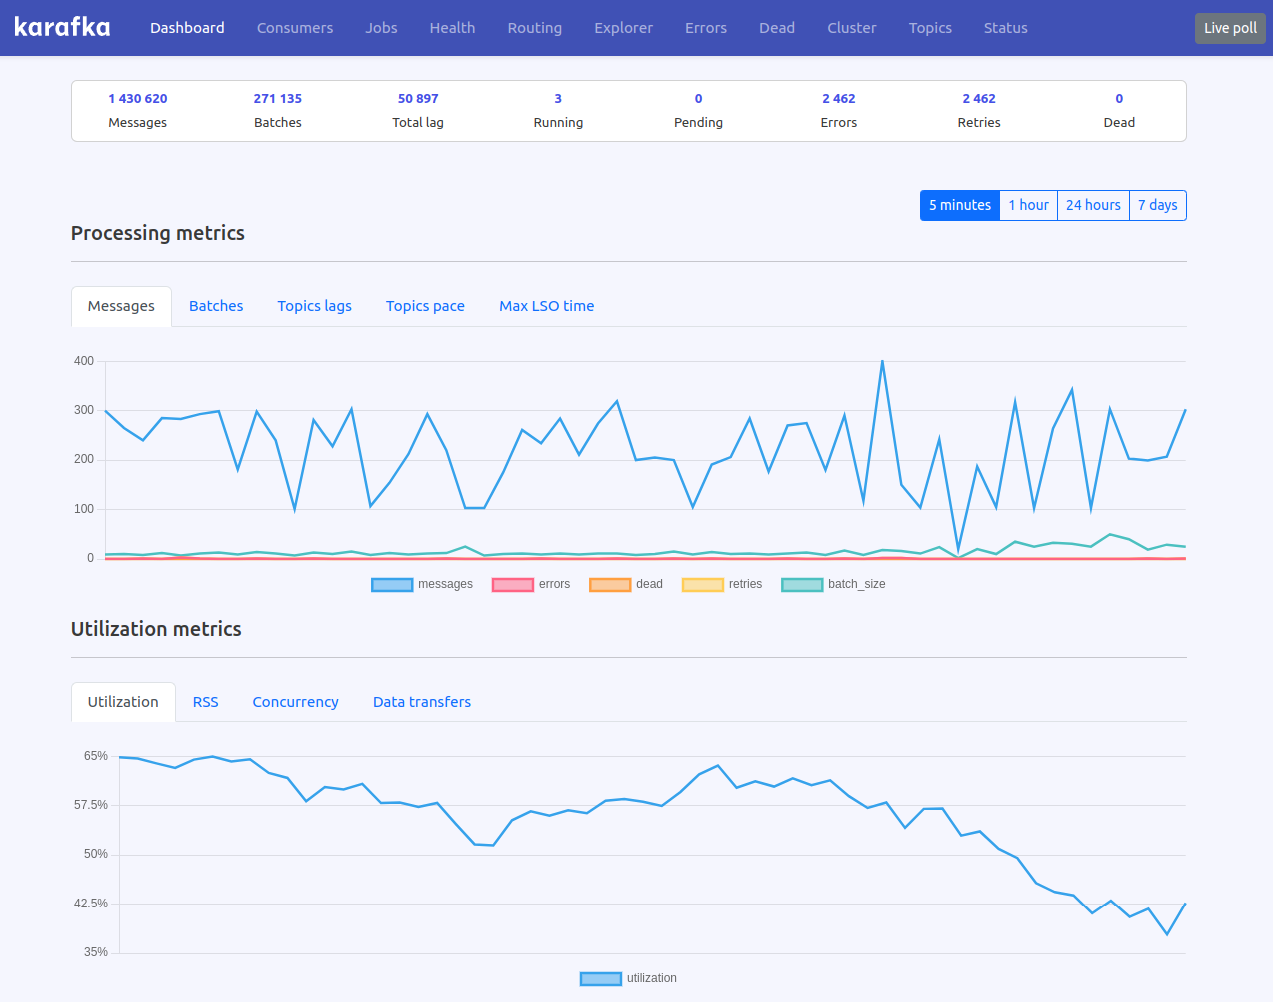 karafka Dashboard Consumers Jobs Health Routing Explorer Errors Dead Cluster Topics Status Live poll
1 430 620 271 135 50 897 3 0 2 462 2 462 0
Messages Batches Total lag Running Pending Errors Retries Dead
5 minutes 1 hour 24 hours 7 days
Processing metrics
Messages Batches Topics lags Topics pace Max LSO time
400
300
200
100
0
messages errors dead retries batch_size
Utilization metrics
Utilization RSS Concurrency Data transfers
65%
57.5%
50%
42.5%
35%
utilization